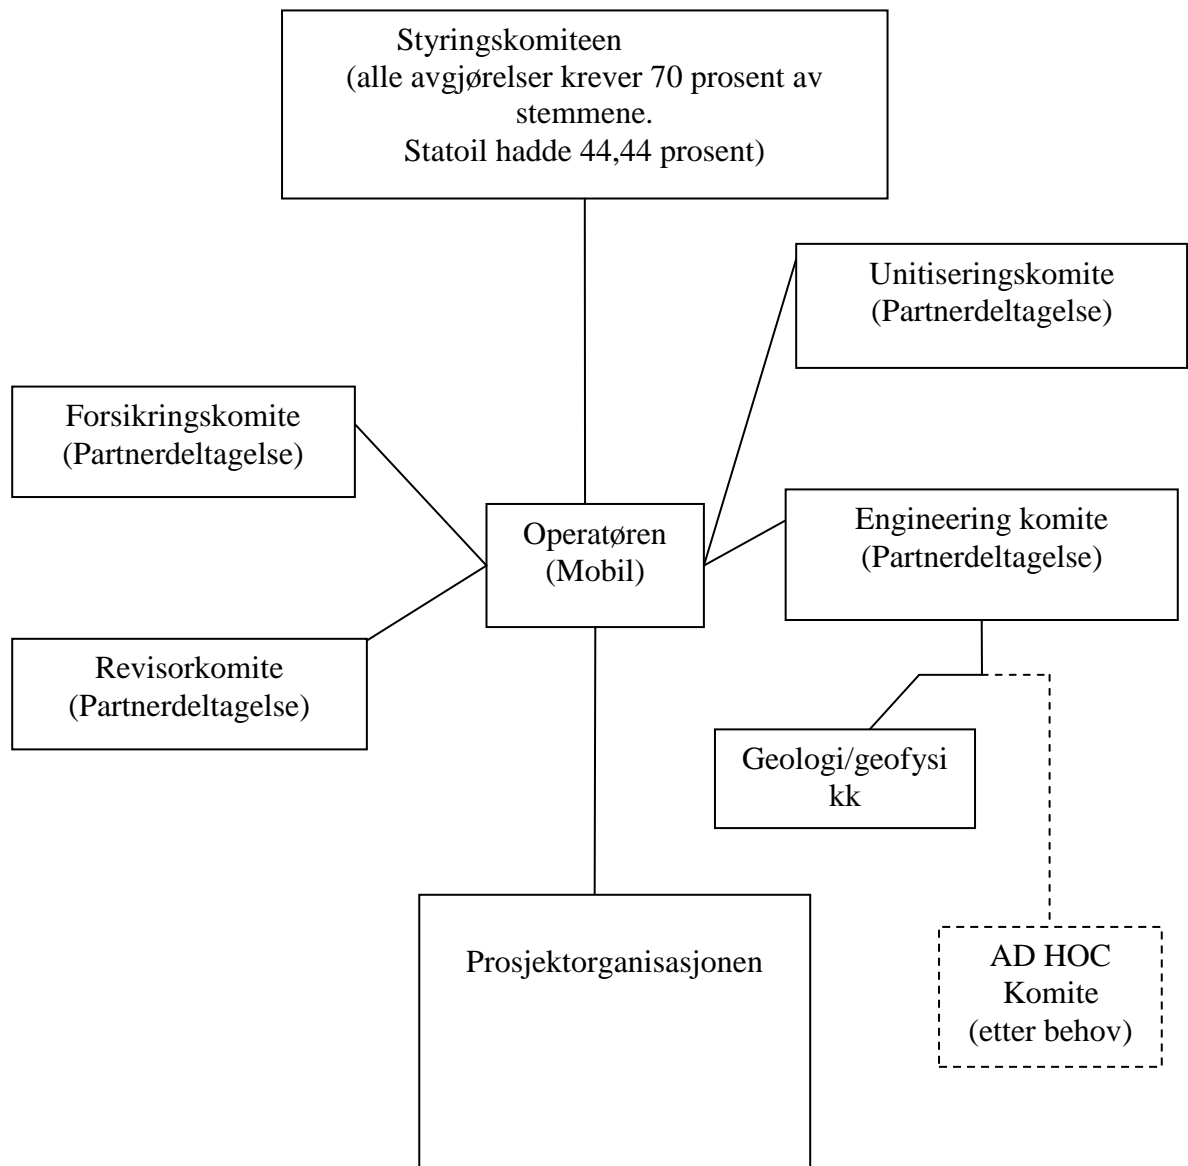 Styringskomiteen
(alle avgjørelser krever 70 prosent av
stemmene.
Statoil hadde 44,44 prosent)
Unitiseringskomite
(Partnerdeltagelse)
Forsikringskomite
(Partnerdeltagelse)
Operatøren
(Mobil)
Engineering komite
(Partnerdeltagelse)
Revisorkomite
(Partnerdeltagelse)
Geologi/geofysi
kk
Prosjektorganisasjonen
AD HOC
Komite
(etter behov)